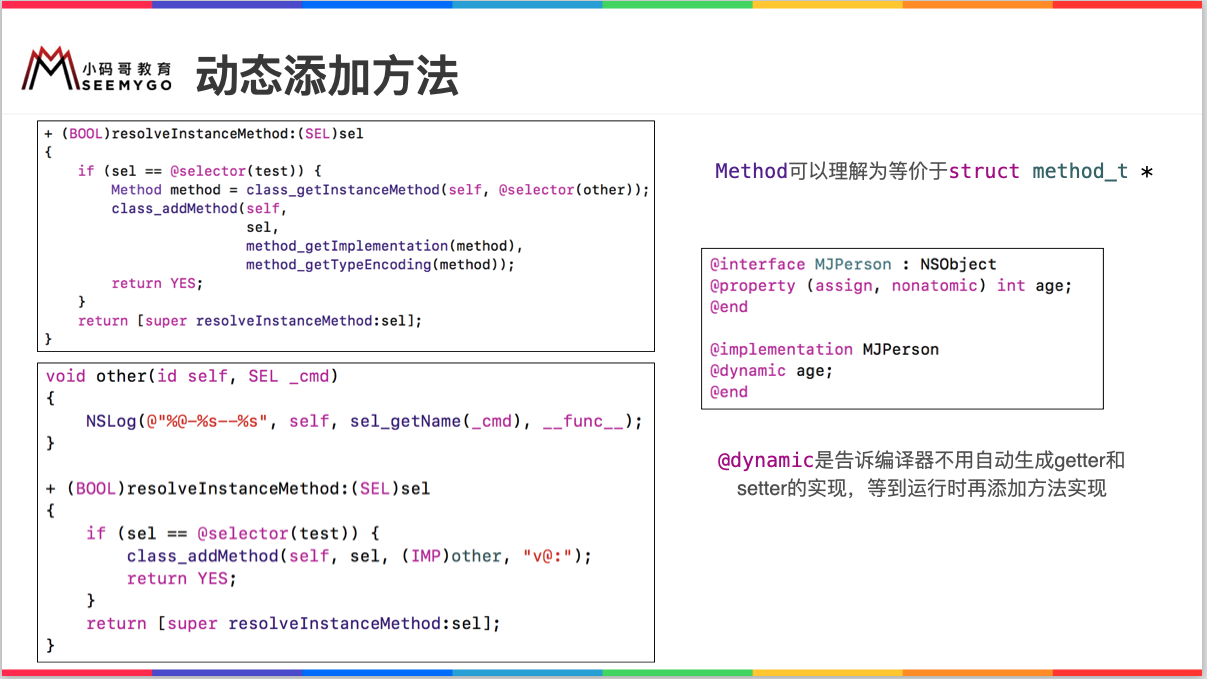 小码哥教育
SEEMYGO
动态添加方法
+ (BOOL)resolveInstanceMethod:(SEL)sel
{
    if (sel == @selector(test)) {
        Method method = class_getInstanceMethod(self, @selector(other));
        class_addMethod(self,
                        sel,
                        method_getImplementation(method),
                        method_getTypeEncoding(method));
        return YES;
    }
    return [super resolveInstanceMethod:sel];
}
void other(id self, SEL _cmd)
{
    NSLog(@"%@-%s--%s", self, sel_getName(_cmd), __func__);
}
+ (BOOL)resolveInstanceMethod:(SEL)sel
{
    if (sel == @selector(test)) {
        class_addMethod(self, sel, (IMP)other, "v@:");
        return YES;
    }
    return [super resolveInstanceMethod:sel];
}
Method可以理解为等价于struct method_t *
@interface MJPerson : NSObject
@property (assign, nonatomic) int age;
@end
@implementation MJPerson
@dynamic age;
@end
@dynamic是告诉编译器不用自动生成getter和
setter的实现，等到运行时再添加方法实现